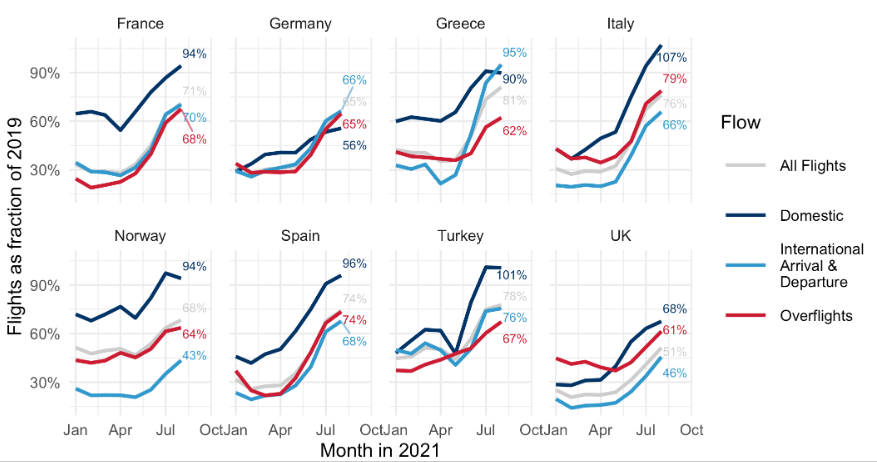 France Germany Greece Italy
94% 71% 70% 68%
66% 65% 65% 56%
95% 90% 81% 62%
107% 79% 76% 66%
90%
60%
30%
Norway Spain Turkey UK
94% 68% 64% 43%
96% 74% 74% 68%
101% 78% 76% 67%
68% 61% 51% 46%
90%
60%
30%
Jan Apr Jul Oct Jan Apr Jul Oct Jan Apr Jul Oct Jan Apr Jul Oct
Month in 2021
Flights as fraction of 2019
Flow
All Flights
Domestic
International
Arrival &
Departure
Overflights